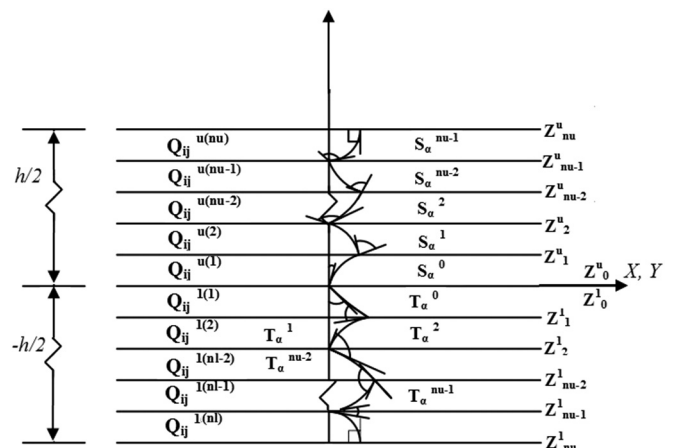 Z^u_nu
Q_ij^u(nu) S_α^nu-1
Z^u_nu-1
h/2 Q_ij^u(nu-1) S_α^nu-2
Z^u_nu-2
Q_ij^u(nu-2) S_α^2
Z^u_2
Q_ij^u(2) S_α^1
Z^u_1
Q_ij^u(1) S_α^0 Z^u_0 X, Y
Q_ij^1(1) T_α^0 Z^1_0
Z^1_1
Q_ij^1(2) T_α^1 T_α^2
-h/2 Z^1_2
Q_ij^1(nl-2) T_α^nu-2
Z^1_nu-2
Q_ij^1(nl-1) T_α^nu-1
Z^1_nu-1
Q_ij^1(nl)
Z^1_nu